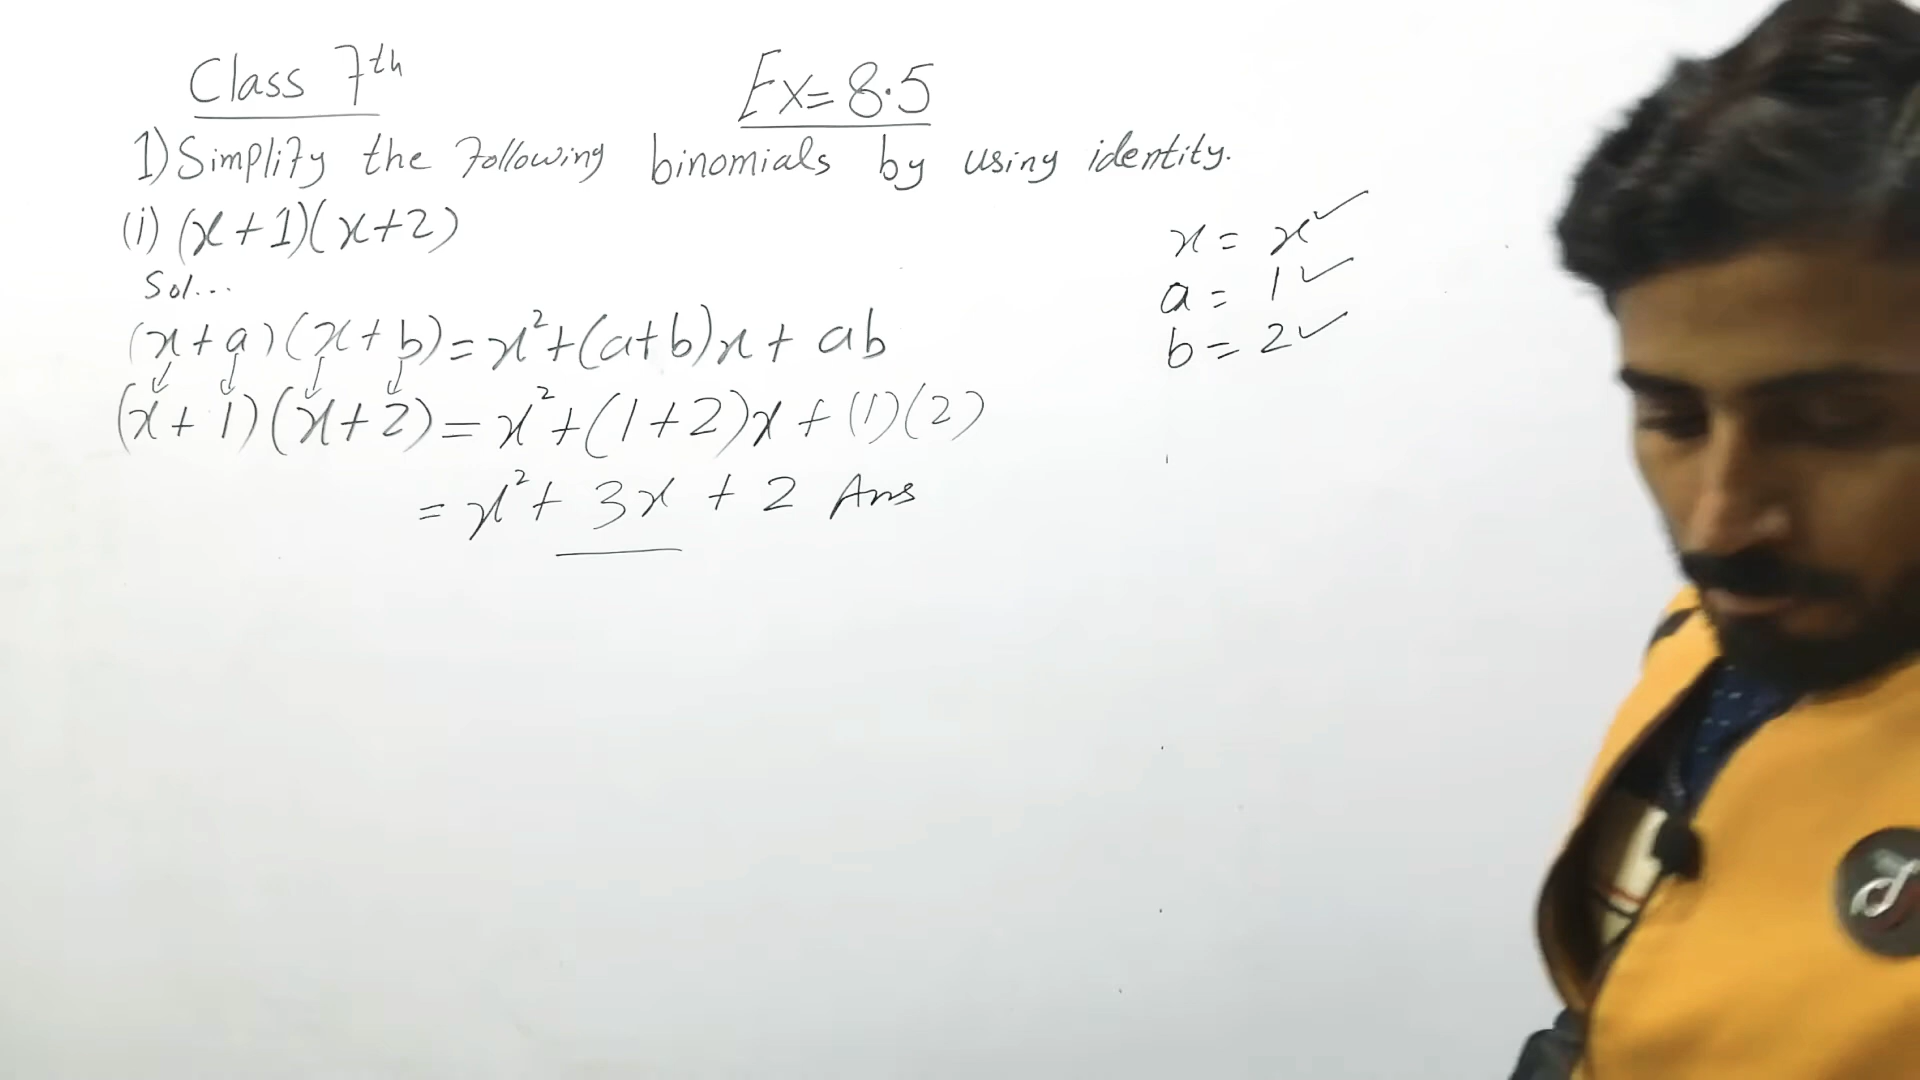 Class 7th
Ex= 8.5
1) Simplify the following binomials by using identity.
(i) (x+1)(x+2)
Sol...
(x+a)(x+b)=x²+(a+b)x+ab
(x+1)(x+2)=x²+(1+2)x+(1)(2)
=x²+3x+2 Ans
x=x✓
a=1✓
b=2✓